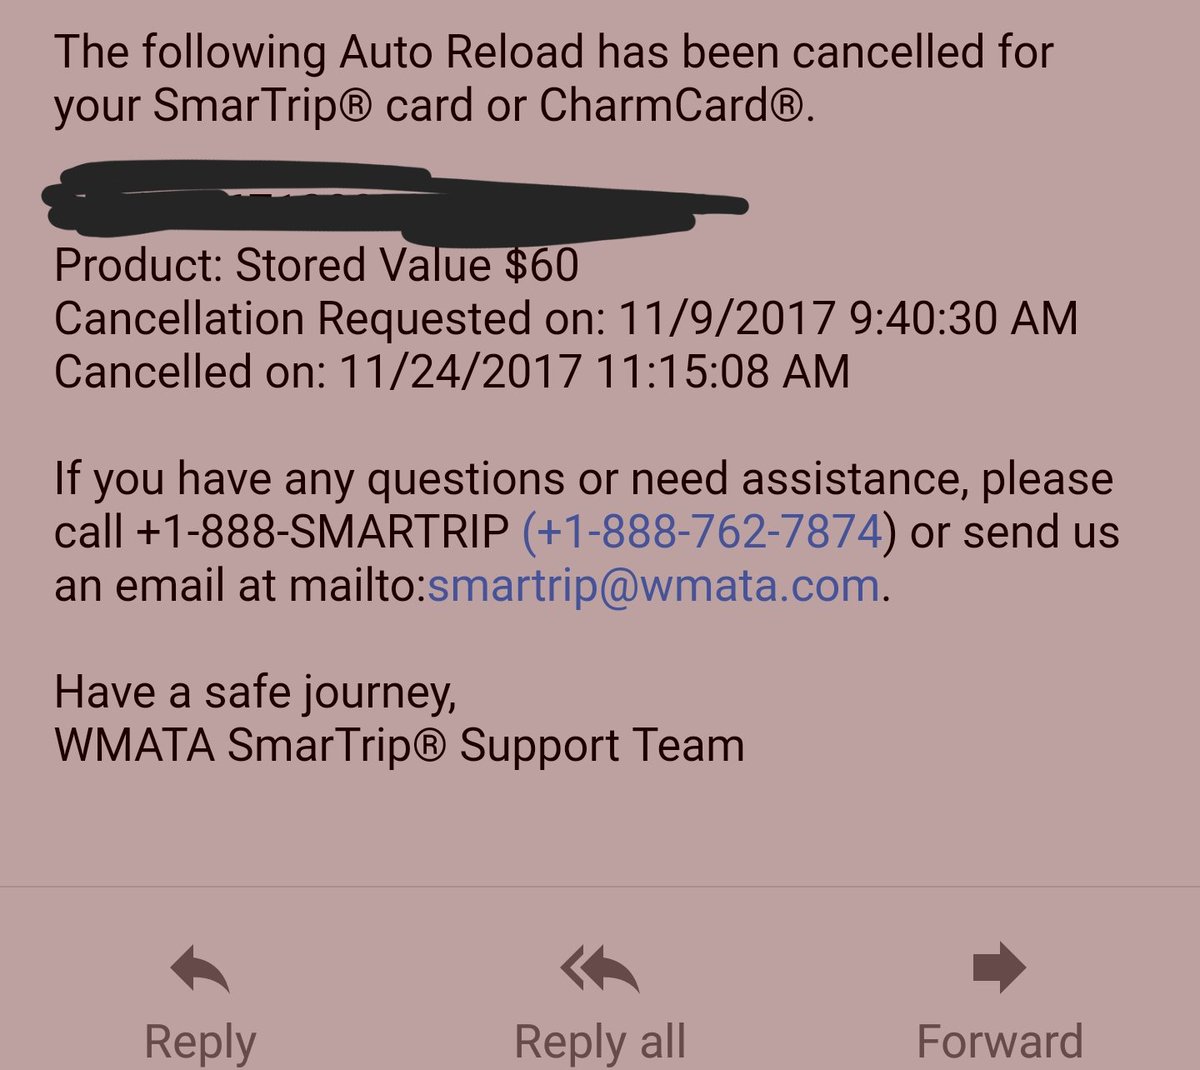 The following Auto Reload has been cancelled for
your SmarTrip® card or CharmCard®.
Product: Stored Value $60
Cancellation Requested on: 11/9/2017 9:40:30 AM
Cancelled on: 11/24/2017 11:15:08 AM
If you have any questions or need assistance, please
call +1-888-SMARTRIP (+1-888-762-7874) or send us
an email at mailto:smartrip@wmata.com.
Have a safe journey,
WMATA SmarTrip® Support Team
Reply Reply all Forward